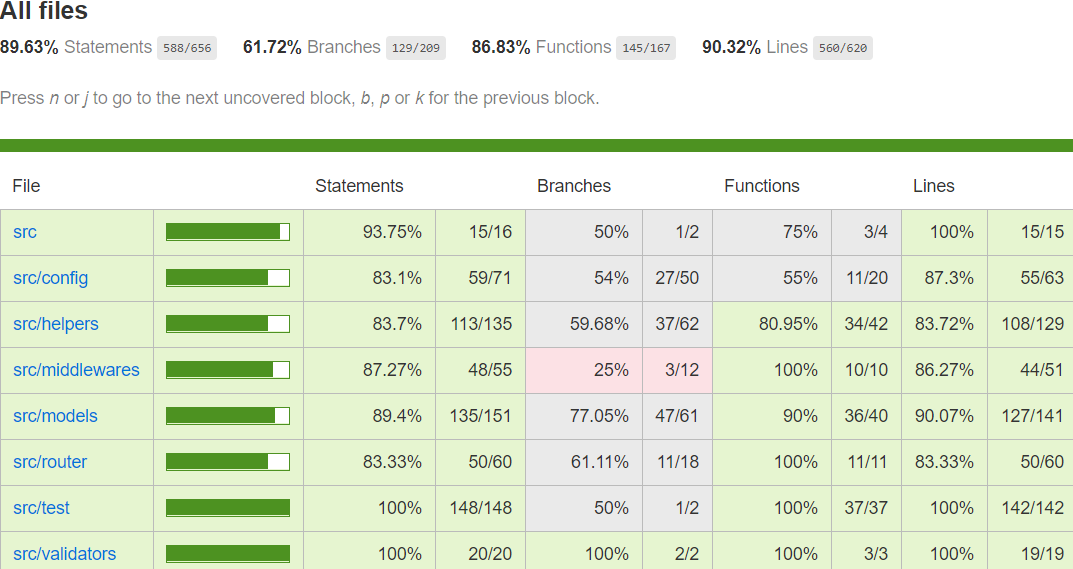 All files
89.63% Statements 588/656 61.72% Branches 129/209 86.83% Functions 145/167 90.32% Lines 560/620
Press n or j to go to the next uncovered block, b, p or k for the previous block.
File Statements Branches Functions Lines
src 93.75% 15/16 50% 1/2 75% 3/4 100% 15/15
src/config 83.1% 59/71 54% 27/50 55% 11/20 87.3% 55/63
src/helpers 83.7% 113/135 59.68% 37/62 80.95% 34/42 83.72% 108/129
src/middlewares 87.27% 48/55 25% 3/12 100% 10/10 86.27% 44/51
src/models 89.4% 135/151 77.05% 47/61 90% 36/40 90.07% 127/141
src/router 83.33% 50/60 61.11% 11/18 100% 11/11 83.33% 50/60
src/test 100% 148/148 50% 1/2 100% 37/37 100% 142/142
src/validators 100% 20/20 100% 2/2 100% 3/3 100% 19/19